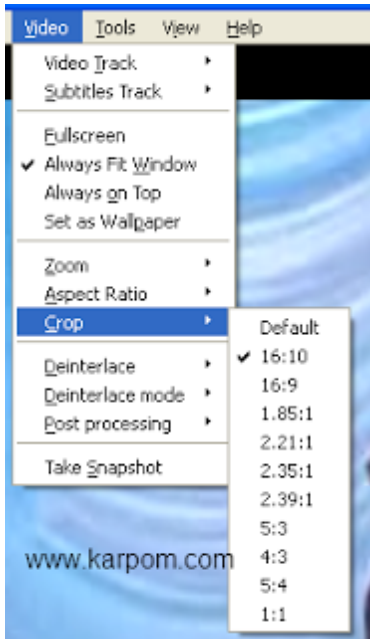 Video Tools View Help
Video Track
Subtitles Track
Fullscreen
Always Fit Window
Always on Top
Set as Wallpaper
Zoom
Aspect Ratio
Crop
Default
16:10
16:9
1.85:1
2.21:1
2.35:1
2.39:1
5:3
4:3
5:4
1:1
Deinterlace
Deinterlace mode
Post processing
Take Snapshot
www.karpom.com